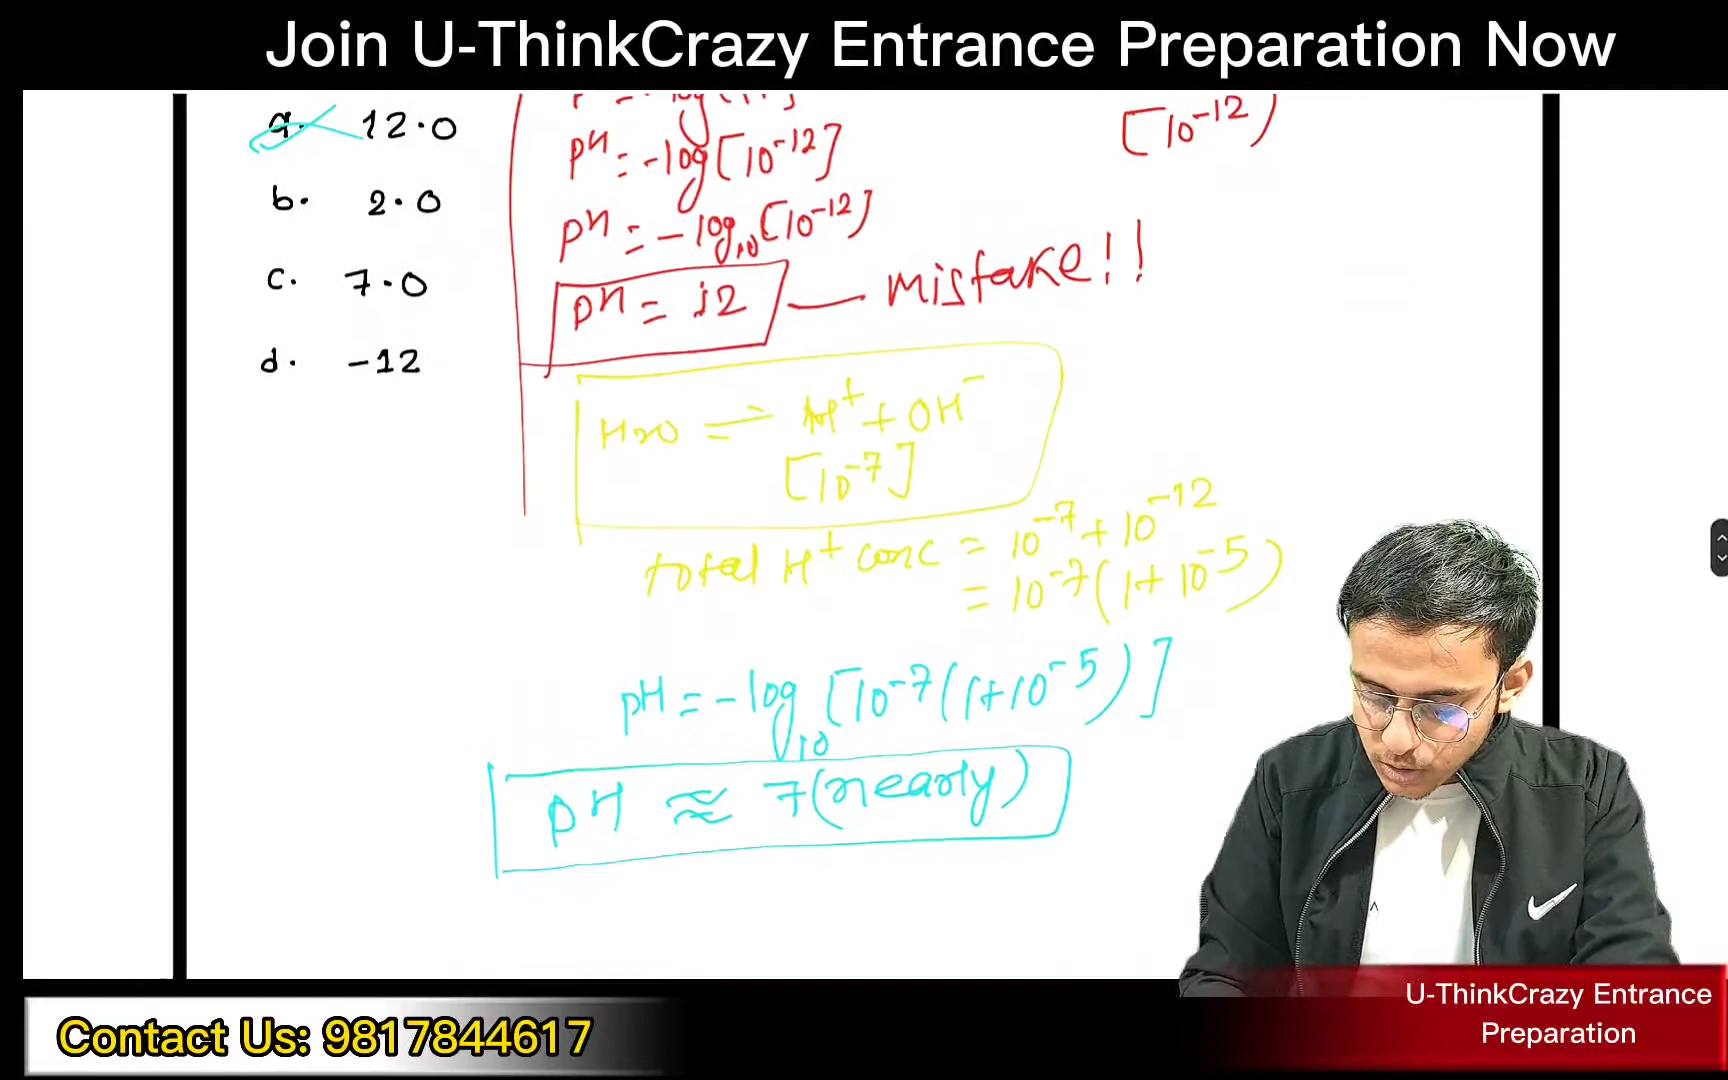 Join U-ThinkCrazy Entrance Preparation Now
a. 12.0
b. 2.0
c. 7.0
d. -12
[10⁻¹²)
pH = -log[10⁻¹²]
pH = -log₁₀[10⁻¹²]
pH = 12 — mistake!!
H₂O ⇌ H⁺ + OH⁻
[10⁻⁷]
total H⁺ conc = 10⁻⁷ + 10⁻¹²
= 10⁻⁷(1+10⁻⁵)
pH = -log₁₀[10⁻⁷(1+10⁻⁵)]
pH ≈ 7(nearly)
U-ThinkCrazy Entrance
Preparation
Contact Us: 9817844617